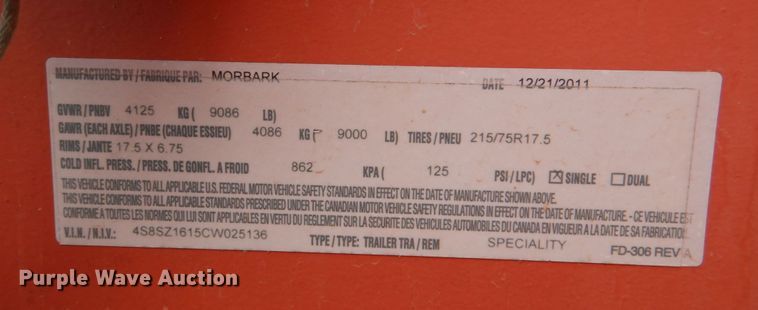 MANUFACTURED BY / FABRIQUE PAR: MORBARK DATE 12/21/2011
GVWR / PNBV 4125 KG ( 9086 LB)
GAWR (EACH AXLE) / PNBE (CHAQUE ESSIEU) 4086 KG ( 9000 LB) TIRES / PNEU 215/75R17.5
RIMS / JANTE 17.5 X 6.75
COLD INFL. PRESS. / PRESS. DE GONFL. A FROID 862 KPA ( 125 PSI / LPC) ☒ SINGLE ☐ DUAL
THIS VEHICLE CONFORMS TO ALL APPLICABLE U.S. FEDERAL MOTOR VEHICLE SAFETY STANDARDS IN EFFECT ON THE DATE OF MANUFACTURE SHOWN ABOVE.
THIS VEHICLE CONFORMS TO ALL APPLICABLE STANDARDS PRESCRIBED UNDER THE CANADIAN MOTOR VEHICLE SAFETY REGULATIONS IN EFFECT ON THE DATE OF MANUFACTURE. - CE VEHICULE EST
CONFORME A TOUTES LES NORMES QUI LUI SONT APPLICABLES EN VERTU DU REGLEMENT SUR LA SECURITE DES VEHICULES AUTOMOBILES DU CANADA EN VIGUEUR A LA DATE DE SA FABRICATION.
V.I.N. / N.I.V.: 4S8SZ1615CW025136 TYPE / TYPE: TRAILER TRA / REM SPECIALITY FD-306 REV A
Purple Wave Auction